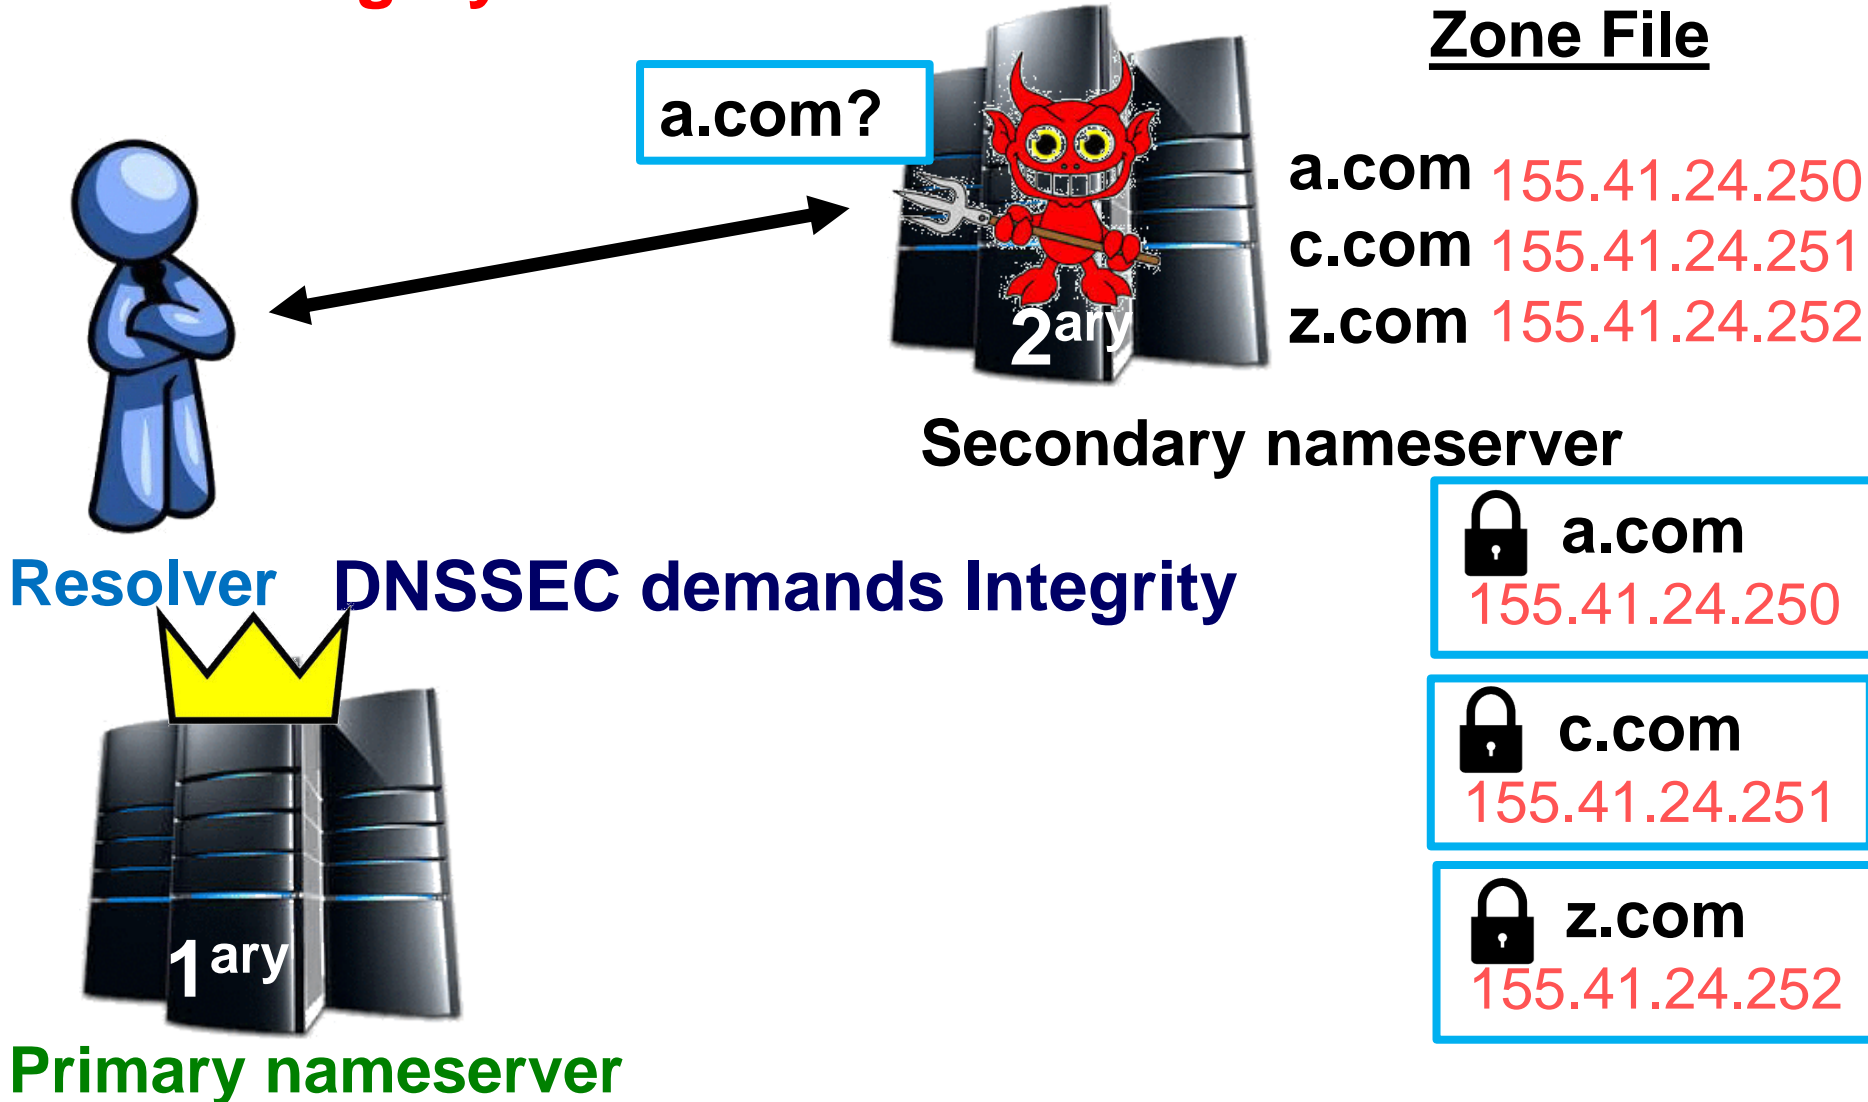 Zone File
a.com?
a.com 155.41.24.250
c.com 155.41.24.251
z.com 155.41.24.252
2ary
Secondary nameserver
a.com
155.41.24.250
Resolver
DNSSEC demands Integrity
c.com
155.41.24.251
z.com
155.41.24.252
1ary
Primary nameserver